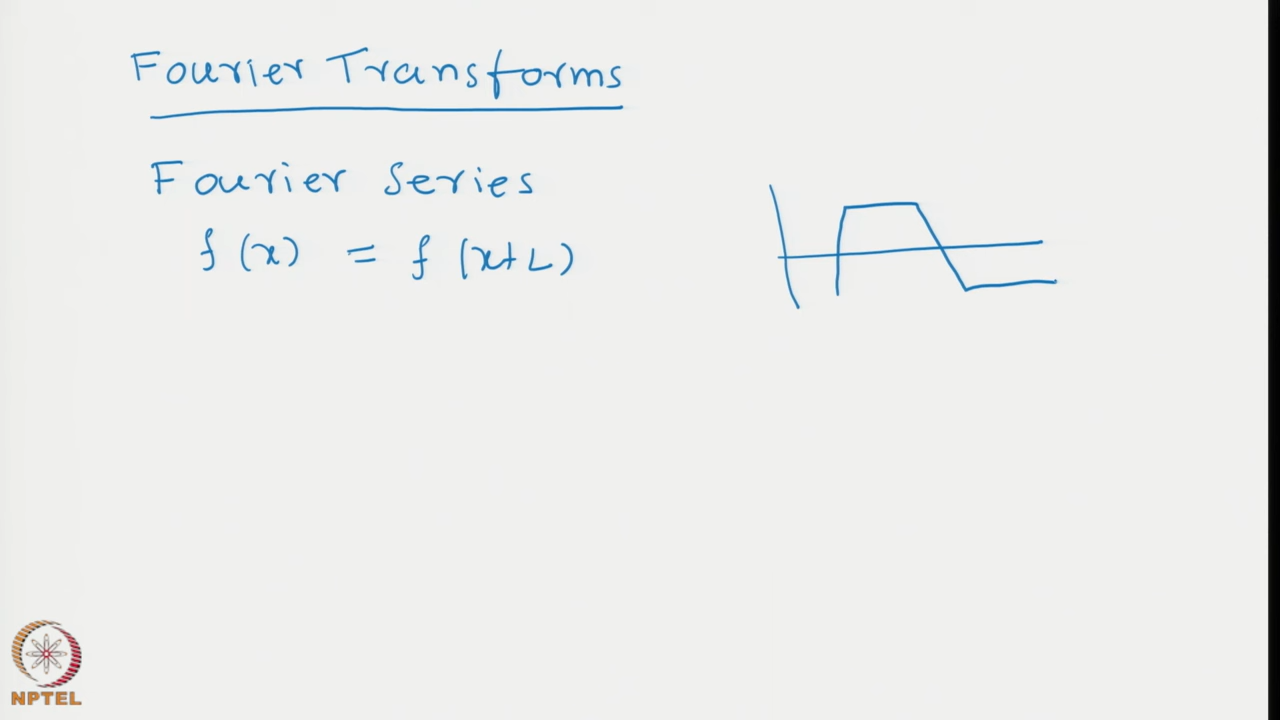 Fourier Transforms
Fourier Series
f (x) = f (x+L)
NPTEL